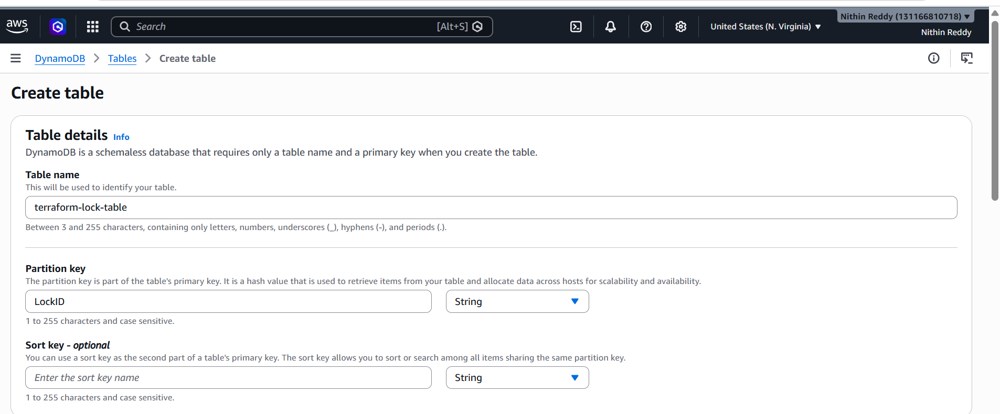 aws
Search [Alt+S]
United States (N. Virginia) ▼
Nithin Reddy (131166810718) ▼
Nithin Reddy
DynamoDB > Tables > Create table
Create table
Table details Info
DynamoDB is a schemaless database that requires only a table name and a primary key when you create the table.
Table name
This will be used to identify your table.
terraform-lock-table
Between 3 and 255 characters, containing only letters, numbers, underscores (_), hyphens (-), and periods (.).
Partition key
The partition key is part of the table's primary key. It is a hash value that is used to retrieve items from your table and allocate data across hosts for scalability and availability.
LockID String
1 to 255 characters and case sensitive.
Sort key - optional
You can use a sort key as the second part of a table's primary key. The sort key allows you to sort or search among all items sharing the same partition key.
Enter the sort key name String
1 to 255 characters and case sensitive.